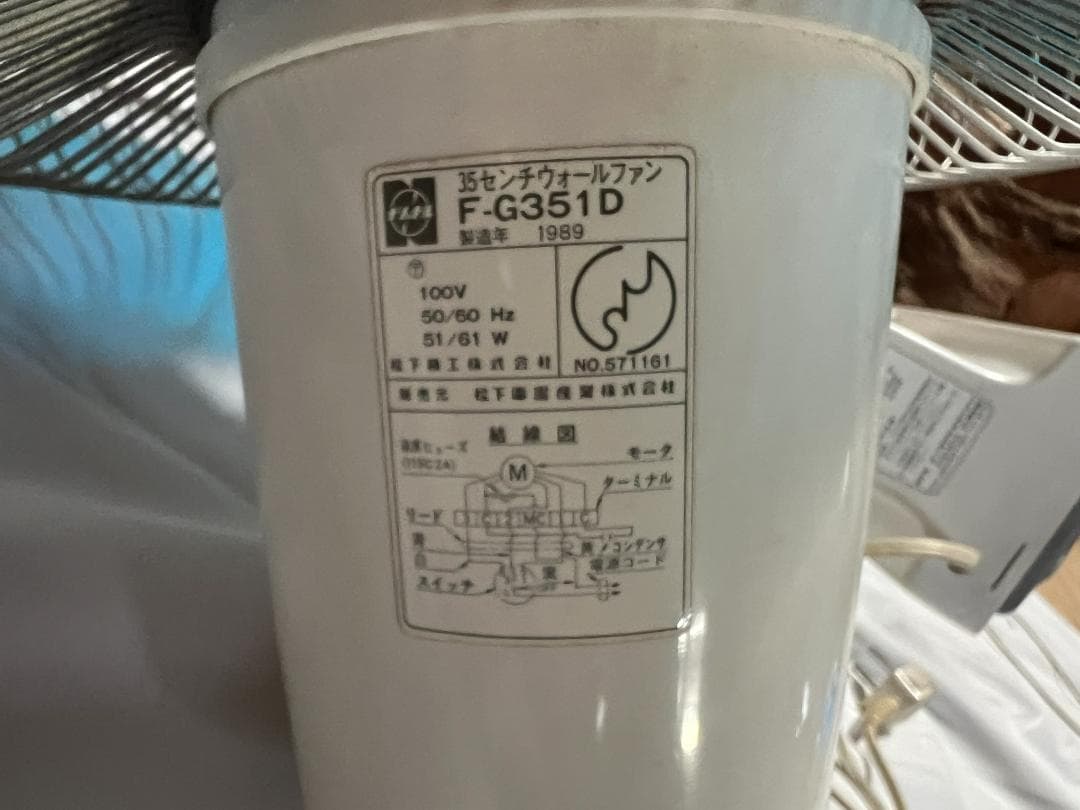 35センチウォールファン
F-G351D
製造年 1989
100V
50/60 Hz
51/61 W
松下精工株式会社
NO.571161
販売元 松下電器産業株式会社
結線図
温度ヒューズ
M
モータ
ターミナル
リード
コンデンサ
電源コード
スイッチ